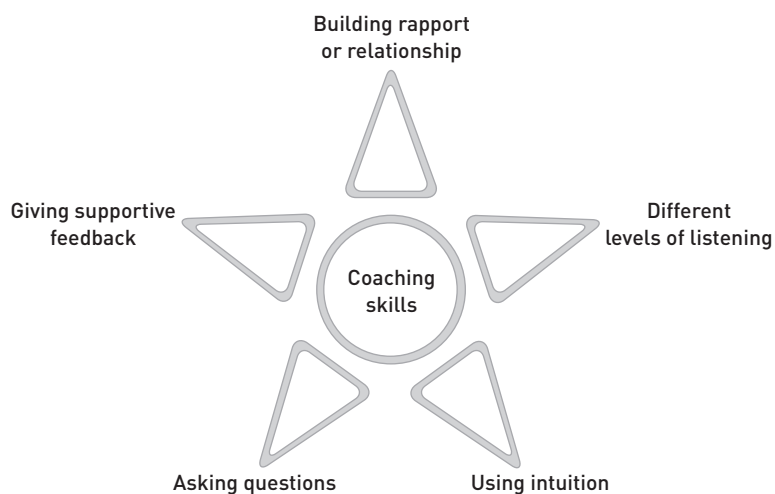 Building rapport
or relationship
Giving supportive
feedback
Different
levels of listening
Coaching
skills
Asking questions
Using intuition